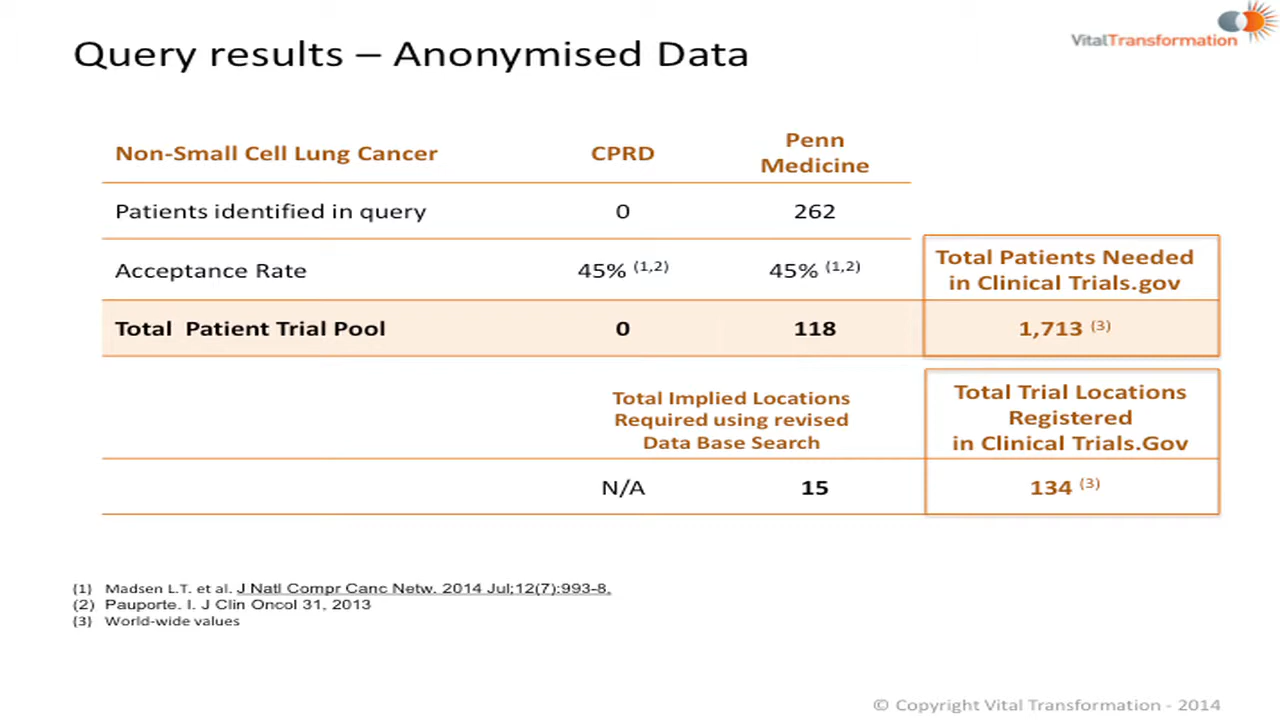 VitalTransformation
Query results – Anonymised Data
Non-Small Cell Lung Cancer CPRD Penn Medicine
Patients identified in query 0 262
Acceptance Rate 45% (1,2) 45% (1,2)
Total Patients Needed
in Clinical Trials.gov
Total Patient Trial Pool 0 118 1,713 (3)
Total Implied Locations
Required using revised
Data Base Search
Total Trial Locations
Registered
in Clinical Trials.Gov
N/A 15 134 (3)
(1) Madsen L.T. et al. J Natl Compr Canc Netw. 2014 Jul;12(7):993-8.
(2) Pauporte. I. J Clin Oncol 31, 2013
(3) World-wide values
© Copyright Vital Transformation - 2014